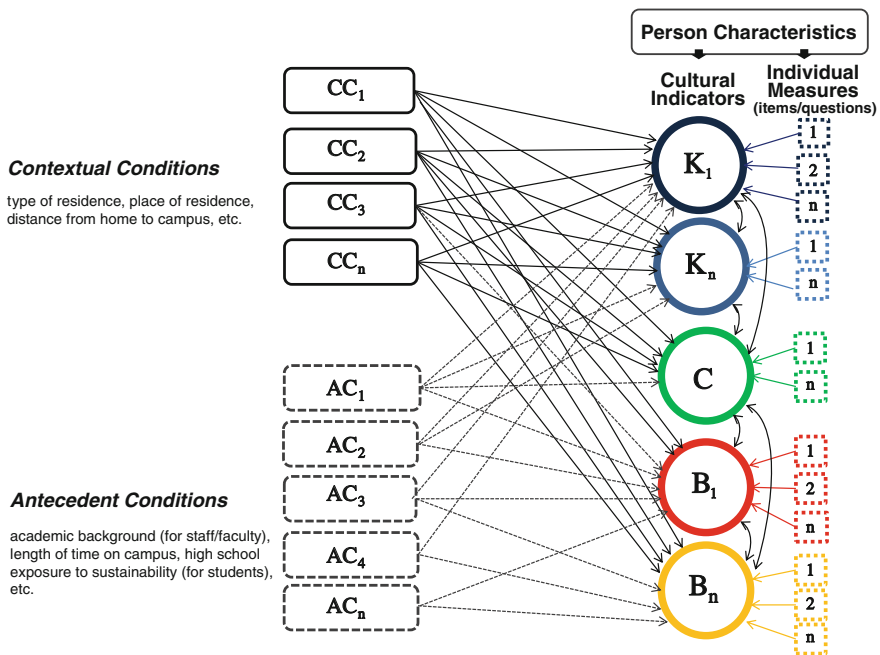 Person Characteristics
Cultural
Indicators
Individual
Measures
(items/questions)
CC1
CC2
CC3
CCn
Contextual Conditions
type of residence, place of residence,
distance from home to campus, etc.
AC1
AC2
AC3
AC4
ACn
Antecedent Conditions
academic background (for staff/faculty),
length of time on campus, high school
exposure to sustainability (for students),
etc.
K1
1
2
n
Kn
1
n
C
1
n
B1
1
2
n
Bn
1
2
n